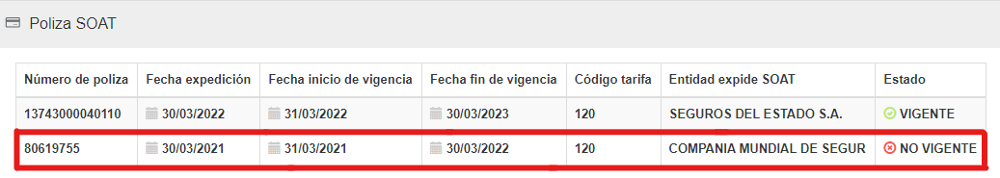 Poliza SOAT
Número de poliza Fecha expedición Fecha inicio de vigencia Fecha fin de vigencia Código tarifa Entidad expide SOAT Estado
13743000040110 30/03/2022 31/03/2022 30/03/2023 120 SEGUROS DEL ESTADO S.A. VIGENTE
80619755 30/03/2021 31/03/2021 30/03/2022 120 COMPANIA MUNDIAL DE SEGUR NO VIGENTE